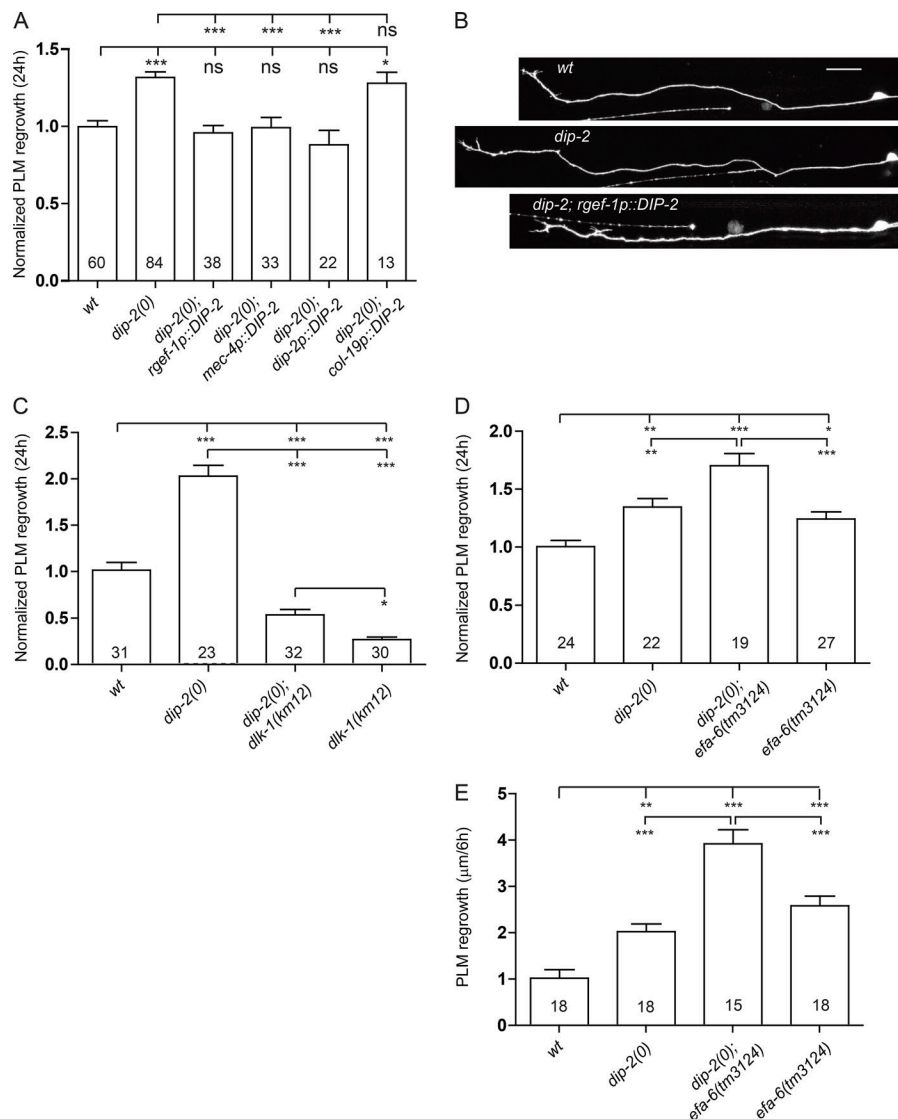 A
ns
*** *** *** ***
*** ns ns ns *
Normalized PLM regrowth (24h)
1.5
1.0
0.5
0.0
60 84 38 33 22 13
wt
dip-2(0)
dip-2(0);
rgef-1p::DIP-2
dip-2(0);
mec-4p::DIP-2
dip-2(0);
dip-2p::DIP-2
dip-2(0);
col-19p::DIP-2
B
wt
dip-2
dip-2; rgef-1p::DIP-2
C
Normalized PLM regrowth (24h)
2.5
2.0
1.5
1.0
0.5
0.0
*** *** ***
*** ***
*
31 23 32 30
wt
dip-2(0)
dip-2(0);
dlk-1(km12)
dlk-1(km12)
D
Normalized PLM regrowth (24h)
2.0
1.5
1.0
0.5
0.0
** *** *
** ***
24 22 19 27
wt
dip-2(0)
dip-2(0);
efa-6(tm3124)
efa-6(tm3124)
E
PLM regrowth (μm/6h)
5
4
3
2
1
0
** *** ***
*** ***
18 18 15 18
wt
dip-2(0)
dip-2(0);
efa-6(tm3124)
efa-6(tm3124)